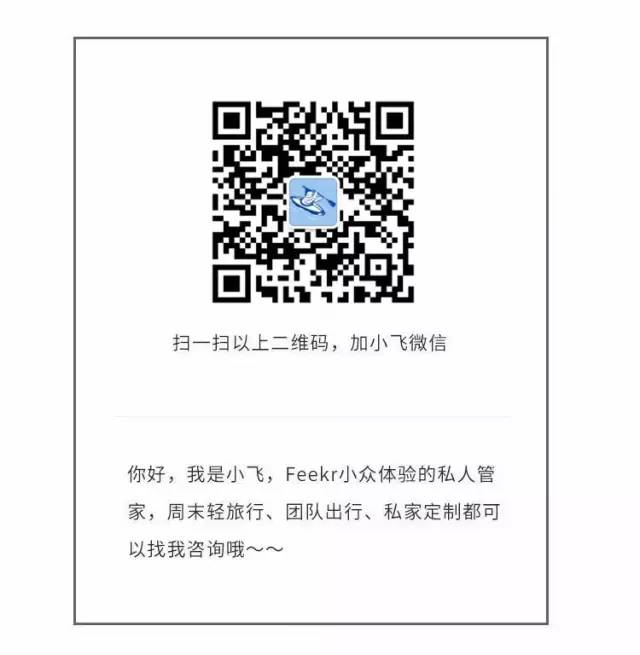 扫一扫以上二维码，加小飞微信
你好，我是小飞，Feekr小众体验的私人管
家，周末轻旅行、团队出行、私家定制都可
以找我咨询哦～～